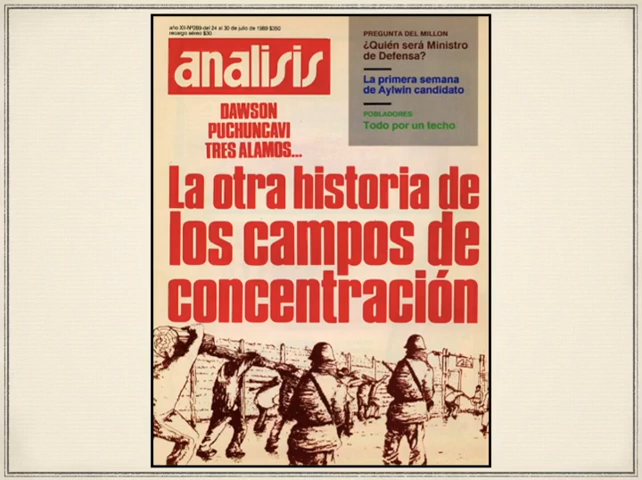 año XII-Nº289-del 24 al 30 de julio de 1989 $350
recargo aéreo $30
analisis
PREGUNTA DEL MILLON
¿Quién será Ministro
de Defensa?
La primera semana
de Aylwin candidato
POBLADORES
Todo por un techo
DAWSON
PUCHUNCAVI
TRES ALAMOS...
La otra historia de
los campos de
concentración